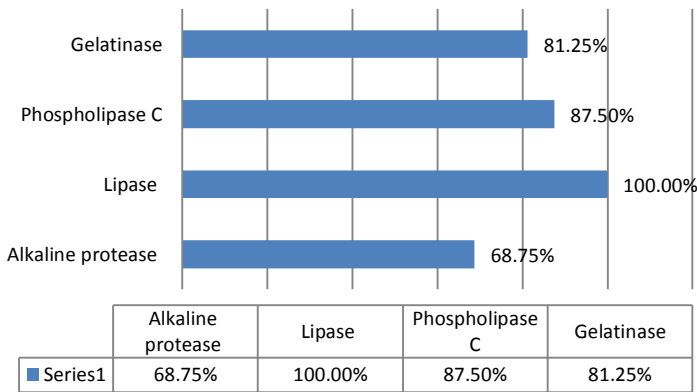 Gelatinase 81.25%
Phospholipase C 87.50%
Lipase 100.00%
Alkaline protease 68.75%
Alkaline protease Lipase Phospholipase C Gelatinase
Series1 68.75% 100.00% 87.50% 81.25%